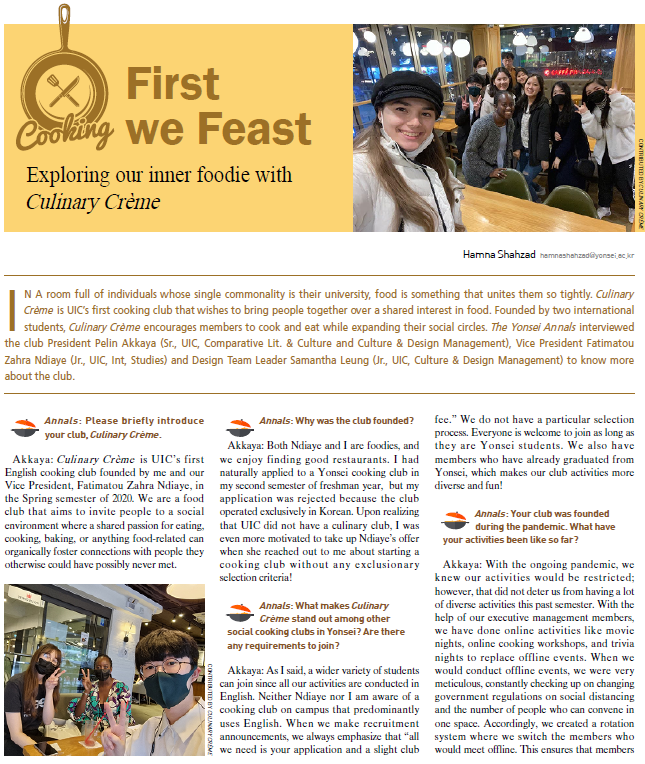 Cooking
First
we Feast
Exploring our inner foodie with
Culinary Crème
CONTRIBUTED BY CULINARY CRÈME
Hamna Shahzad hamnashahzad@yonsei.ac.kr
IN A room full of individuals whose single commonality is their university, food is something that unites them so tightly. Culinary
Crème is UIC's first cooking club that wishes to bring people together over a shared interest in food. Founded by two international
students, Culinary Crème encourages members to cook and eat while expanding their social circles. The Yonsei Annals interviewed
the club President Pelin Akkaya (Sr., UIC, Comparative Lit. & Culture and Culture & Design Management), Vice President Fatimatou
Zahra Ndiaye (Jr., UIC, Int, Studies) and Design Team Leader Samantha Leung (Jr., UIC, Culture & Design Management) to know more
about the club.
Annals: Please briefly introduce
your club, Culinary Crème.
Akkaya: Culinary Crème is UIC's first
English cooking club founded by me and our
Vice President, Fatimatou Zahra Ndiaye, in
the Spring semester of 2020. We are a food
club that aims to invite people to a social
environment where a shared passion for eating,
cooking, baking, or anything food-related can
organically foster connections with people they
otherwise could have possibly never met.
CONTRIBUTED BY CULINARY CRÈME
Annals: Why was the club founded?
Akkaya: Both Ndiaye and I are foodies, and
we enjoy finding good restaurants. I had
naturally applied to a Yonsei cooking club in
my second semester of freshman year, but my
application was rejected because the club
operated exclusively in Korean. Upon realizing
that UIC did not have a culinary club, I was
even more motivated to take up Ndiaye's offer
when she reached out to me about starting a
cooking club without any exclusionary
selection criteria!
Annals: What makes Culinary
Crème stand out among other
social cooking clubs in Yonsei? Are there
any requirements to join?
Akkaya: As I said, a wider variety of students
can join since all our activities are conducted in
English. Neither Ndiaye nor I am aware of a
cooking club on campus that predominantly
uses English. When we make recruitment
announcements, we always emphasize that "all
we need is your application and a slight club
fee." We do not have a particular selection
process. Everyone is welcome to join as long as
they are Yonsei students. We also have
members who have already graduated from
Yonsei, which makes our club activities more
diverse and fun!
Annals: Your club was founded
during the pandemic. What have
your activities been like so far?
Akkaya: With the ongoing pandemic, we
knew our activities would be restricted;
however, that did not deter us from having a lot
of diverse activities this past semester. With the
help of our executive management members,
we have done online activities like movie
nights, online cooking workshops, and trivia
nights to replace offline events. When we
would conduct offline events, we were very
meticulous, constantly checking up on changing
government regulations on social distancing
and the number of people who can convene in
one space. Accordingly, we created a rotation
system where we switch the members who
would meet offline. This ensures that members